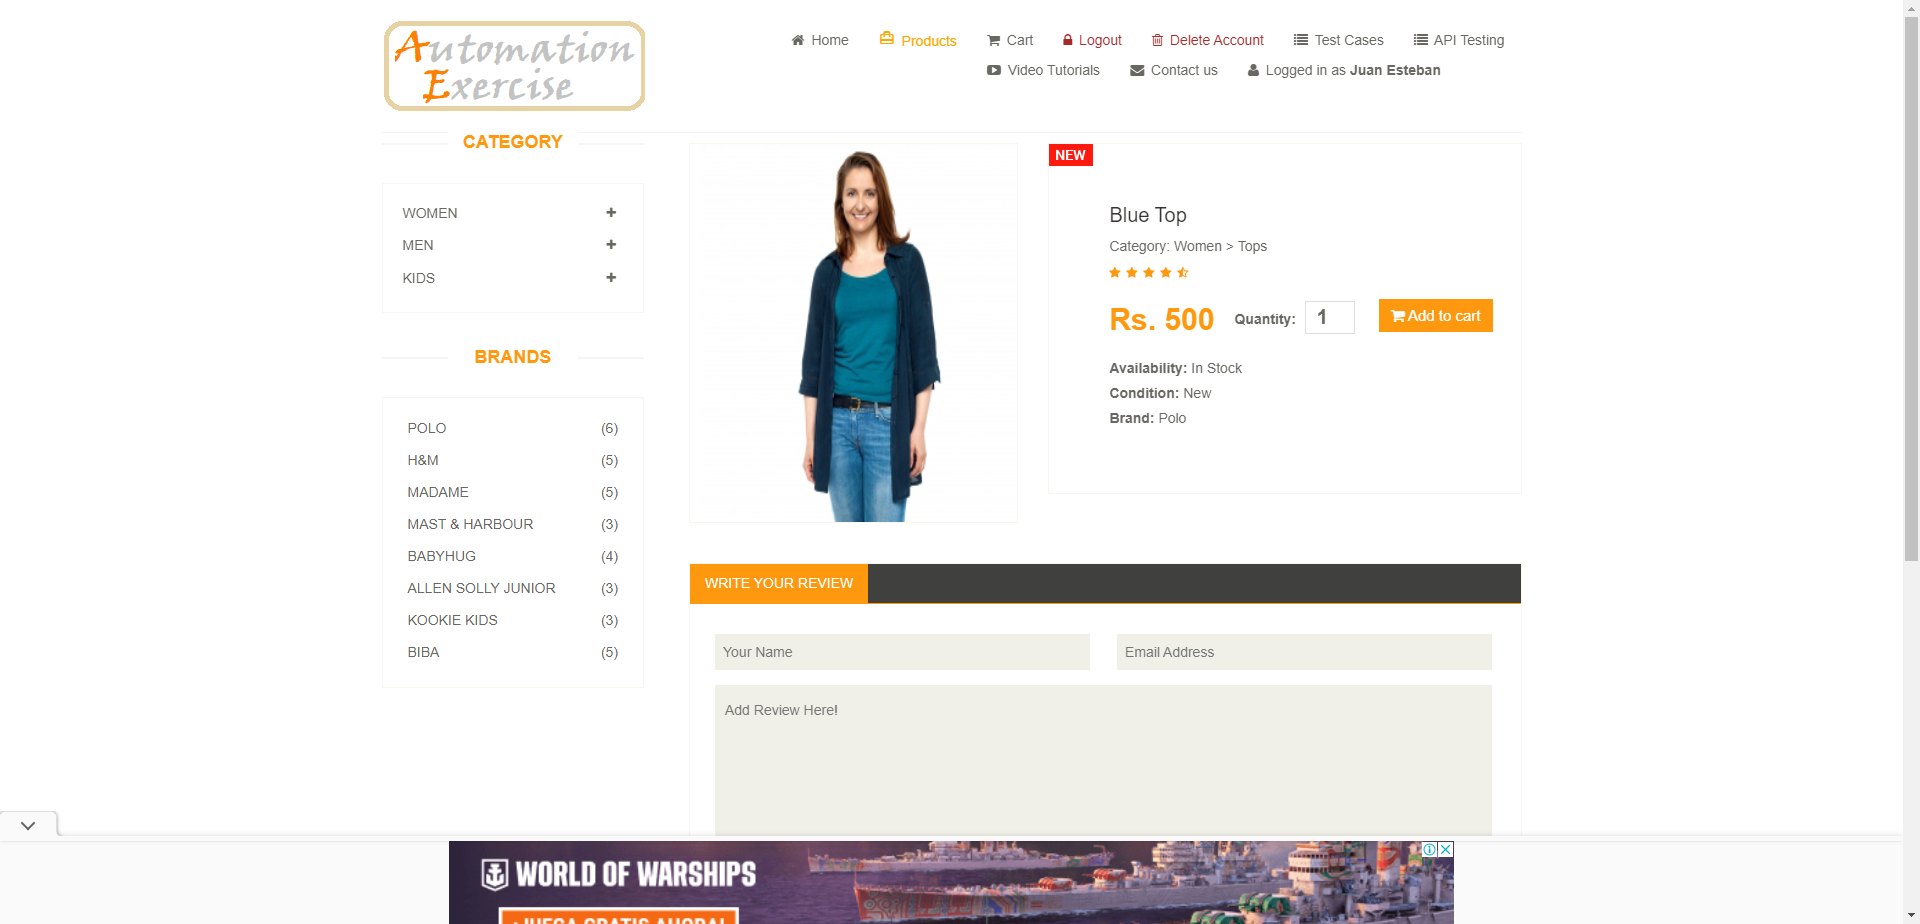 Automation
Exercise
Home
Products
Cart
Logout
Delete Account
Test Cases
API Testing
Video Tutorials
Contact us
Logged in as Juan Esteban
CATEGORY
WOMEN
MEN
KIDS
BRANDS
POLO (6)
H&M (5)
MADAME (5)
MAST & HARBOUR (3)
BABYHUG (4)
ALLEN SOLLY JUNIOR (3)
KOOKIE KIDS (3)
BIBA (5)
NEW
Blue Top
Category: Women > Tops
Rs. 500
Quantity: 1
Add to cart
Availability: In Stock
Condition: New
Brand: Polo
WRITE YOUR REVIEW
Your Name
Email Address
Add Review Here!
WORLD OF WARSHIPS
¡JUEGA GRATIS AHORA!